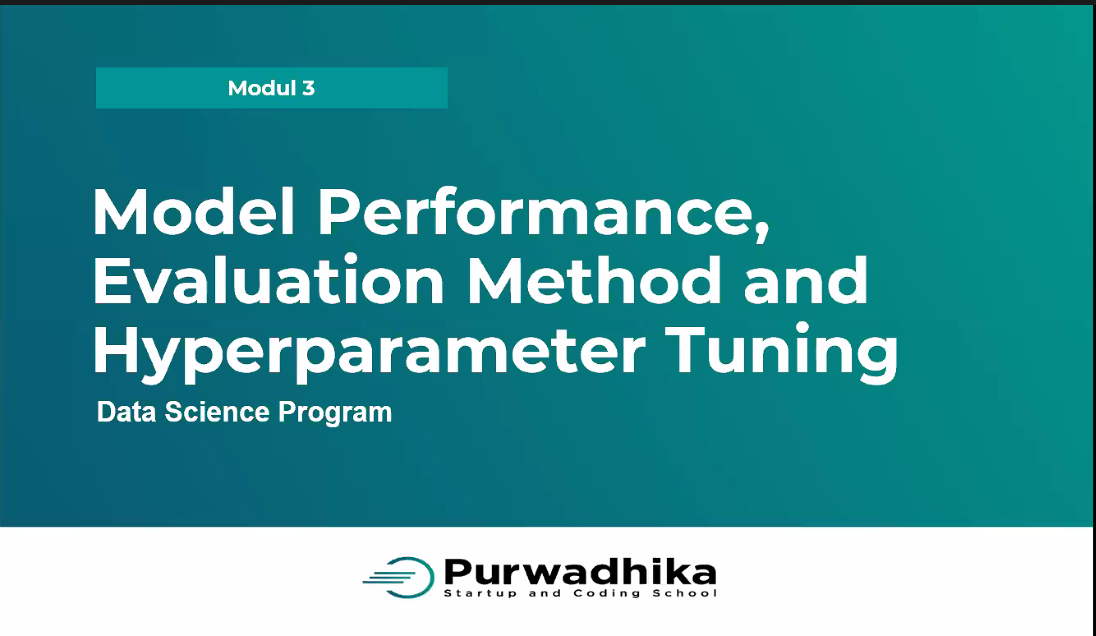 Modul 3
Model Performance,
Evaluation Method and
Hyperparameter Tuning
Data Science Program
Purwadhika
Startup and Coding School